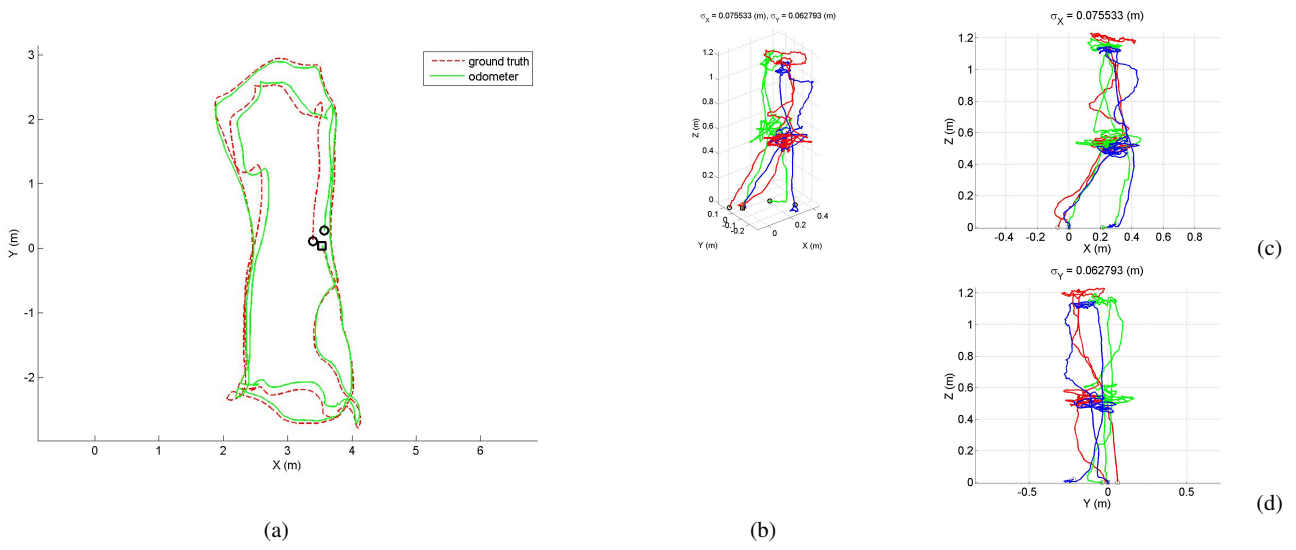 3
2
1
0
-1
-2
Y (m)
0
1
2
3
4
5
6
X (m)
ground truth
odometer
(a)
σX = 0.075533 (m), σY = 0.062793 (m)
1.2
1
0.8
0.6
0.4
0.2
0
Z (m)
0.1
0
-0.1
-0.2
Y (m)
0
0.2
0.4
X (m)
(b)
σX = 0.075533 (m)
1.2
1
0.8
0.6
0.4
0.2
0
Z (m)
-0.4
-0.2
0
0.2
0.4
0.6
0.8
X (m)
(c)
σY = 0.062793 (m)
1.2
1
0.8
0.6
0.4
0.2
0
Z (m)
-0.5
0
0.5
Y (m)
(d)